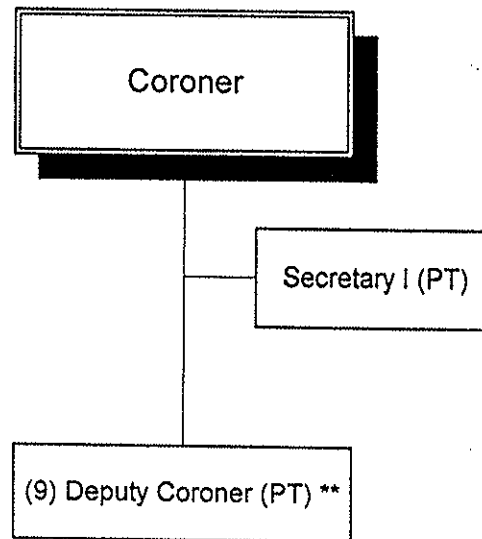 Coroner
Secretary I (PT)
(9) Deputy Coroner (PT) **